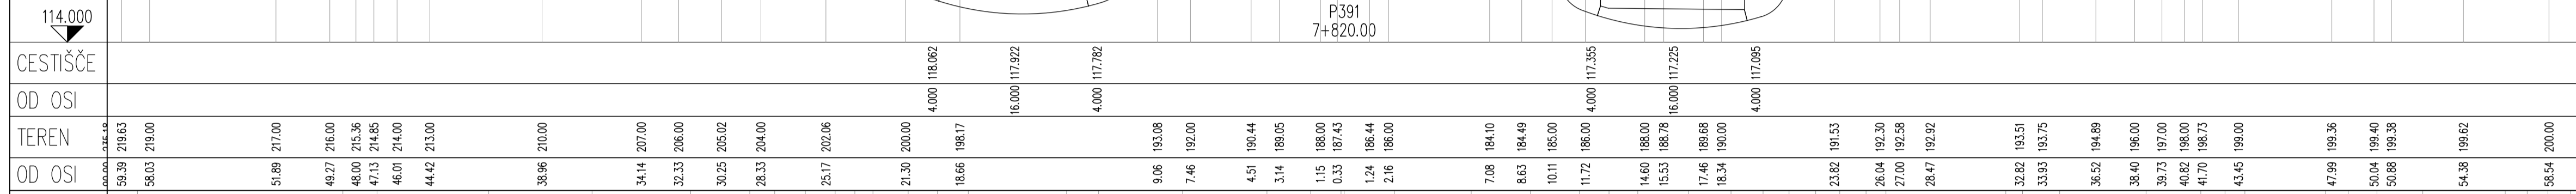 114.000
P391
7+820.00
CESTIŠČE 118.062 117.922 117.782 117.355 117.225 117.095
OD OSI 4.000 16.000 4.000 4.000 16.000 4.000
TEREN 219.63 219.00 217.00 216.00 215.36 214.85 214.00 213.00 210.00 207.00 206.00 205.02 204.00 202.06 200.00 198.17 193.08 192.00 190.44 189.05 188.00 187.43 186.44 186.00 184.10 184.49 185.00 186.00 188.00 188.78 189.68 190.00 191.53 192.30 192.58 192.92 193.51 193.75 194.89 196.00 197.00 198.00 198.73 199.00 199.36 199.40 199.38 199.62 200.00
OD OSI 59.39 58.03 51.89 49.27 48.00 47.13 46.01 44.42 38.96 34.14 32.33 30.25 28.33 25.17 21.30 18.66 9.06 7.46 4.51 3.14 1.15 0.33 1.24 2.16 7.08 8.63 10.11 11.72 14.60 15.53 17.46 18.34 23.82 26.04 27.00 28.47 32.82 33.93 36.52 38.40 39.73 40.82 41.70 43.45 47.99 50.04 50.88 54.38 58.54